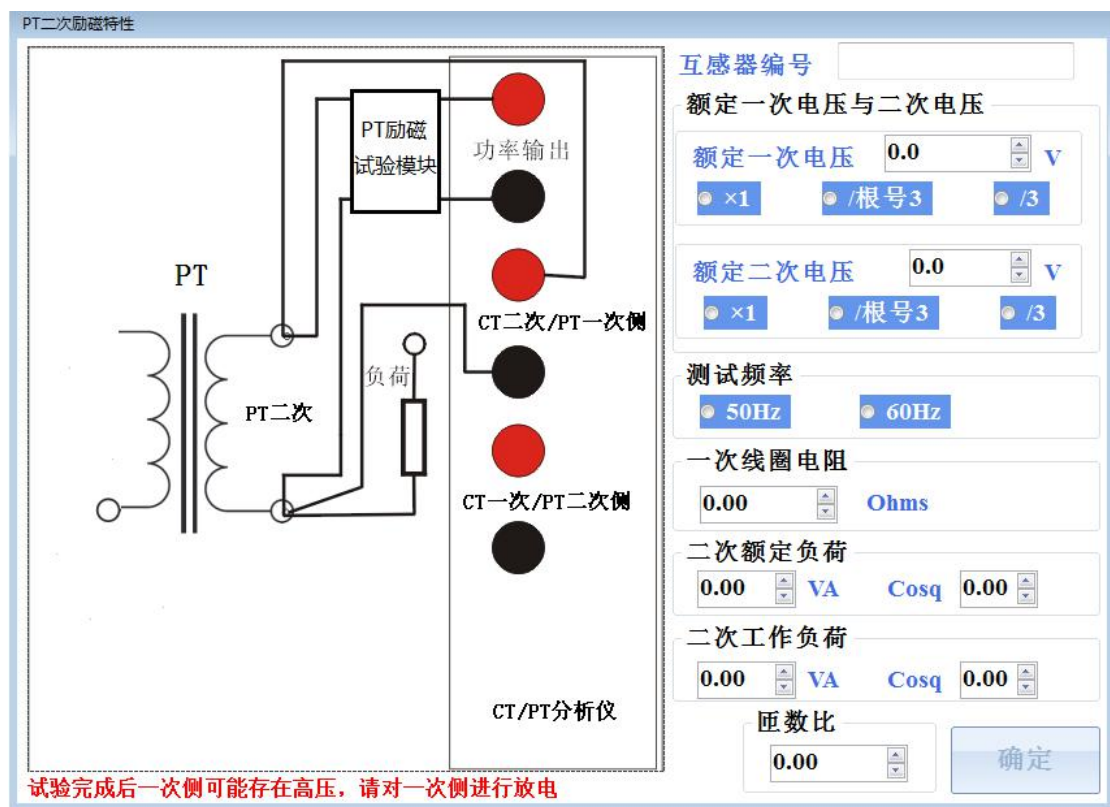 PT二次励磁特性
PT励磁
试验模块
功率输出
PT
CT二次/PT一次侧
负荷
PT二次
CT一次/PT二次侧
CT/PT分析仪
试验完成后一次侧可能存在高压，请对一次侧进行放电
互感器编号
额定一次电压与二次电压
额定一次电压 0.0 V
×1 /根号3 /3
额定二次电压 0.0 V
×1 /根号3 /3
测试频率
50Hz 60Hz
一次线圈电阻
0.00 Ohms
二次额定负荷
0.00 VA Cosq 0.00
二次工作负荷
0.00 VA Cosq 0.00
匝数比
0.00
确定